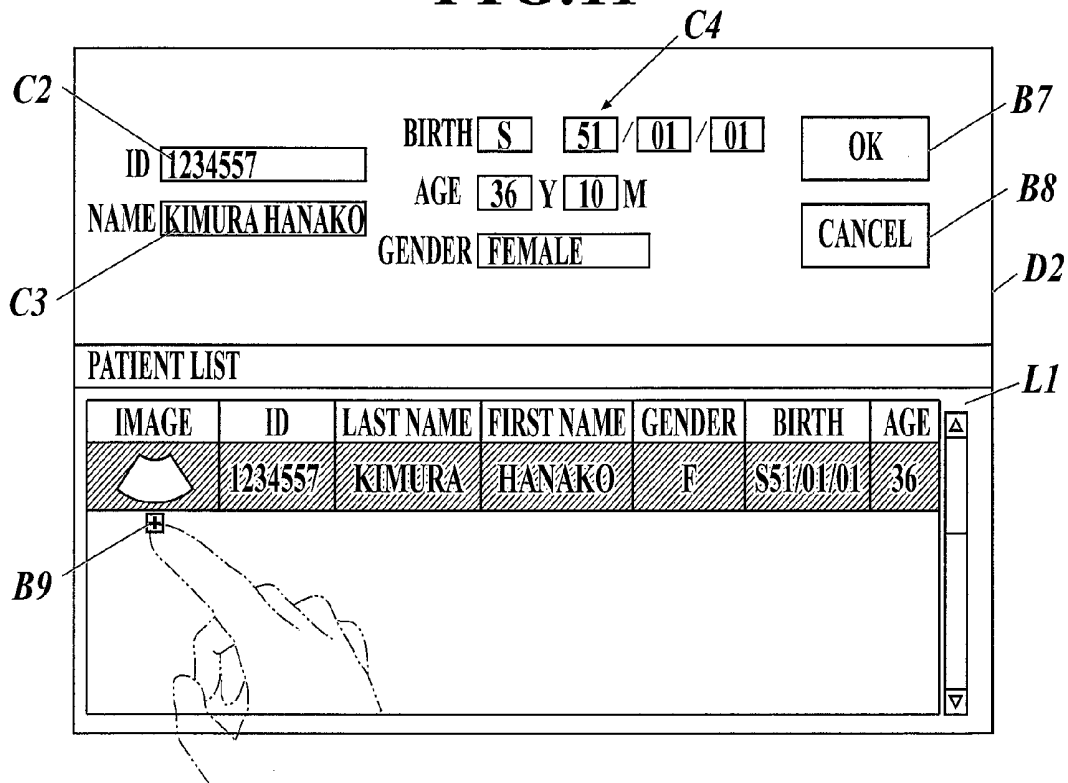 FIG.11
C4
C2
B7
BIRTH S 51 / 01 / 01
OK
ID 1234557
AGE 36 Y 10 M
B8
NAME KIMURA HANAKO
CANCEL
GENDER FEMALE
D2
C3
PATIENT LIST
L1
IMAGE ID LAST NAME FIRST NAME GENDER BIRTH AGE
1234557 KIMURA HANAKO F S51/01/01 36
+
B9